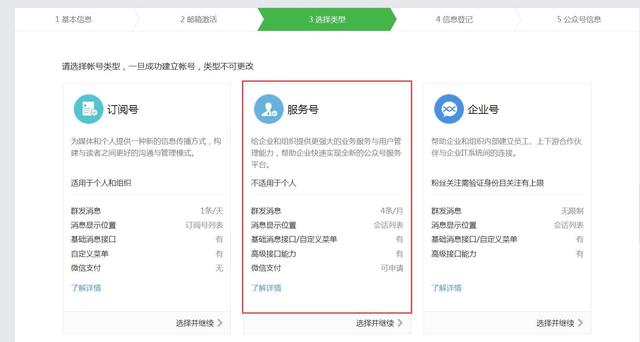 1 基本信息
2 邮箱激活
3 选择类型
4 信息登记
5 公众号信息
请选择帐号类型，一旦成功建立帐号，类型不可更改
订阅号
为媒体和个人提供一种新的信息传播方式，构
建与读者之间更好的沟通与管理模式。
适用于个人和组织
群发消息 1条/天
消息显示位置 订阅号列表
基础消息接口 有
自定义菜单 有
微信支付 无
了解详情
选择并继续
服务号
给企业和组织提供更强大的业务服务与用户管
理能力，帮助企业快速实现全新的公众号服务
平台。
不适用于个人
群发消息 4条/月
消息显示位置 会话列表
基础消息接口/自定义菜单 有
高级接口能力 有
微信支付 可申请
了解详情
选择并继续
企业号
帮助企业和组织内部建立员工、上下游合作伙
伴与企业IT系统间的连接。
粉丝关注需验证身份且关注有上限
群发消息 无限制
消息显示位置 会话列表
基础消息接口/自定义菜单 有
高级接口能力 有
了解详情
选择并继续